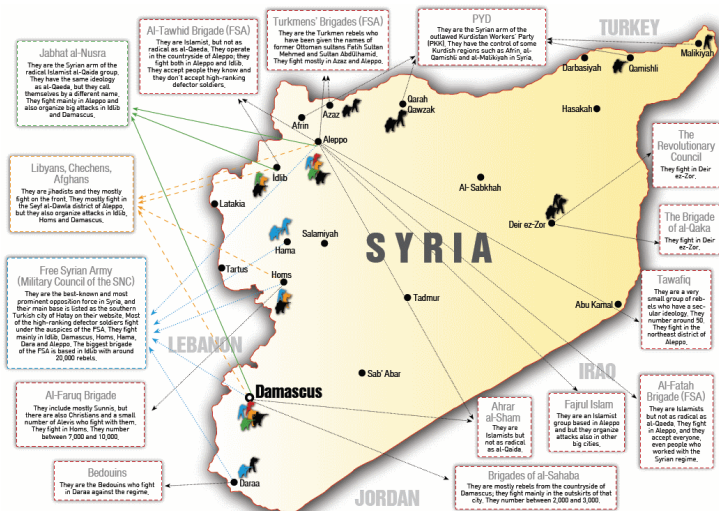 Jabhat al-Nusra
They are the Syrian arm of the
radical Islamist al-Qaida group.
They have the same ideology
as al-Qaeda, but they call
themselves by a different name.
They fight mainly in Aleppo and
also organize big attacks in Idlib
and Damascus.
Al-Tawhid Brigade (FSA)
They are Islamist, but not as
radical as al-Qaeda. They operate
in the countryside of Aleppo; they
fight both in Aleppo and Idlib.
They accept people they know and
they don't accept high-ranking
defector soldiers.
Turkmens' Brigades (FSA)
They are the Turkmen rebels who
have been given the names of
former Ottoman sultans Fatih Sultan
Mehmed and Sultan Abdülhamid.
They fight mostly in Azaz and Aleppo.
PYD
They are the Syrian arm of the
outlawed Kurdistan Workers' Party
(PKK). They have the control of some
Kurdish regions such as Afrin, al-
Qamishli and al-Malikiyah in Syria.
TURKEY
Malikiyah
Darbasiyah
Qamishli
Hasakah
Afrin
Azaz
Qarah
Qawzak
Aleppo
Idlib
Latakia
Al-Sabkhah
Deir ez-Zor
Hama
Salamiyah
SYRIA
Tartus
Homs
Tadmur
Abu Kamal
LEBANON
IRAQ
Sab' Abar
Damascus
Daraa
JORDAN
The
Revolutionary
Council
They fight in Deir
ez-Zor.
The Brigade
of al-Qaka
They fight in Deir
ez-Zor.
Tawafiq
They are a very
small group of reb-
els who have a sec-
ular ideology. They
number around 50.
They fight in the
northeast district of
Aleppo.
Libyans, Chechens,
Afghans
They are jihadists and they mostly
fight on the front. They mostly fight in
the Seyf al-Dawla district of Aleppo,
but they also organize attacks in Idlib,
Homs and Damascus.
Free Syrian Army
(Military Council of the SNC)
They are the best-known and most
prominent opposition force in Syria, and
their main base is listed as the southern
Turkish city of Hatay on their website. Most
of the high-ranking defector soldiers fight
under the auspices of the FSA. They fight
mainly in Idlib, Damascus, Homs, Hama,
Dara and Aleppo. The biggest brigade
of the FSA is based in Idlib with around
20,000 rebels.
Al-Faruq Brigade
They include mostly Sunnis, but
there are also Christians and a small
number of Alevis who fight with them.
They fight in Homs. They number
between 7,000 and 10,000.
Bedouins
They are the Bedouins who fight
in Daraa against the regime.
Ahrar
al-Sham
They are
Islamists but
not as radical
as al-Qaida.
Fajrul Islam
They are an Islamist
group based in Aleppo
and but they organize
attacks also in other
big cities.
Al-Fatah
Brigade (FSA)
They are Islamists
but not as radical as
al-Qaeda. They fight
in Aleppo, and they
accept everyone,
even people who
worked with the
Syrian regime.
Brigades of al-Sahaba
They are mostly rebels from the countryside of
Damascus; they fight mainly in the outskirts of that
city. They number between 2,000 and 3,000.